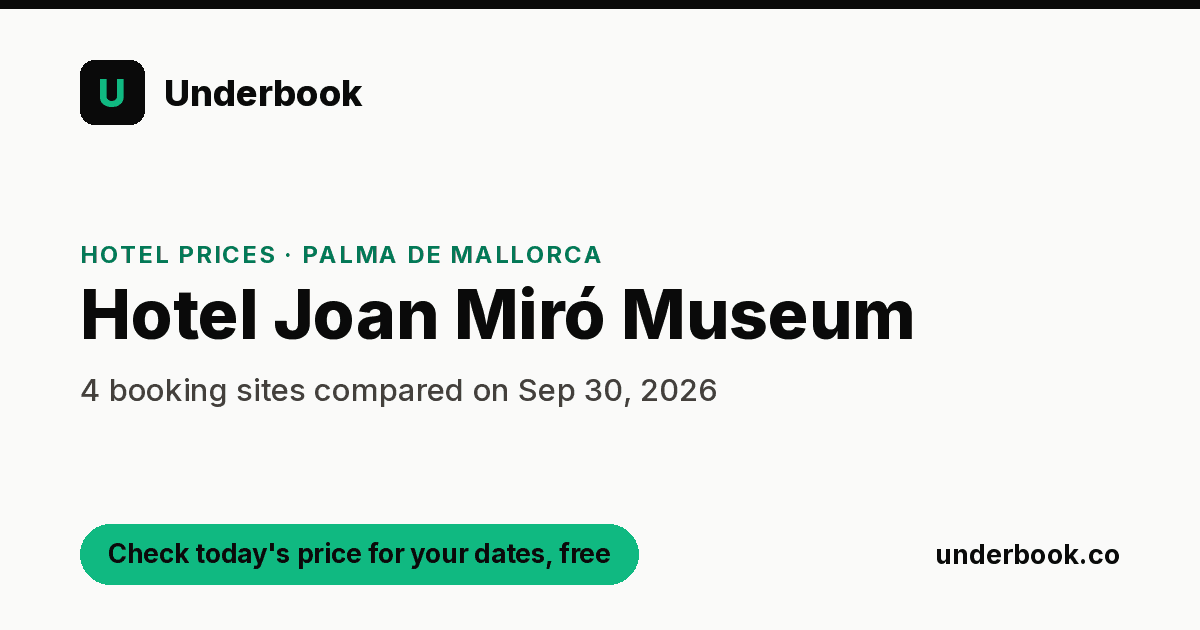 U Underbook
HOTEL PRICES · PALMA DE MALLORCA
Hotel Joan Miró Museum
4 booking sites compared on Sep 30, 2026
Check today's price for your dates, free
underbook.co